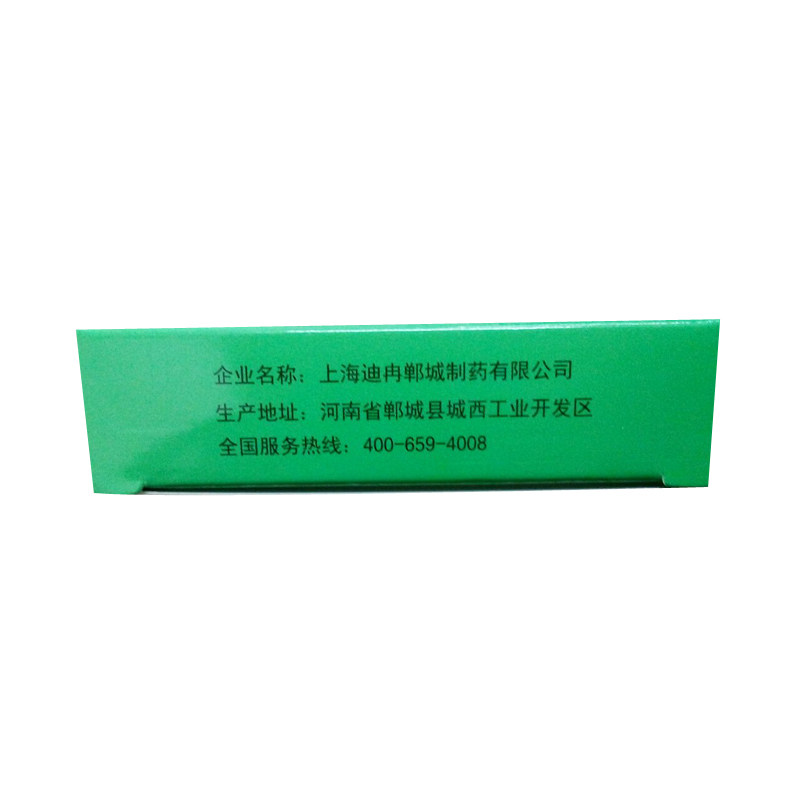 企业名称：上海迪冉郸城制药有限公司
生产地址：河南省郸城县城西工业开发区
全国服务热线：400-659-4008